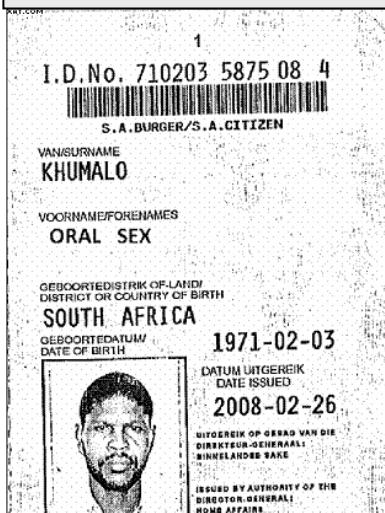 1
I.D.No. 710203 5875 08 4
S.A.BURGER/S.A.CITIZEN
VAN/SURNAME
KHUMALO
VOORNAME/FORENAMES
ORAL SEX
GEBOORTEDISTRIK OF-LAND/
DISTRICT OR COUNTRY OF BIRTH
SOUTH AFRICA
GEBOORTEDATUM/
DATE OF BIRTH
1971-02-03
DATUM UITGEREIK
DATE ISSUED
2008-02-26
UITGEREIK OP GESAG VAN DIE
DIREKTEUR-GENERAAL:
BINNELANDSE SAKE
ISSUED BY AUTHORITY OF THE
DIRECTOR-GENERAL:
HOME AFFAIRS